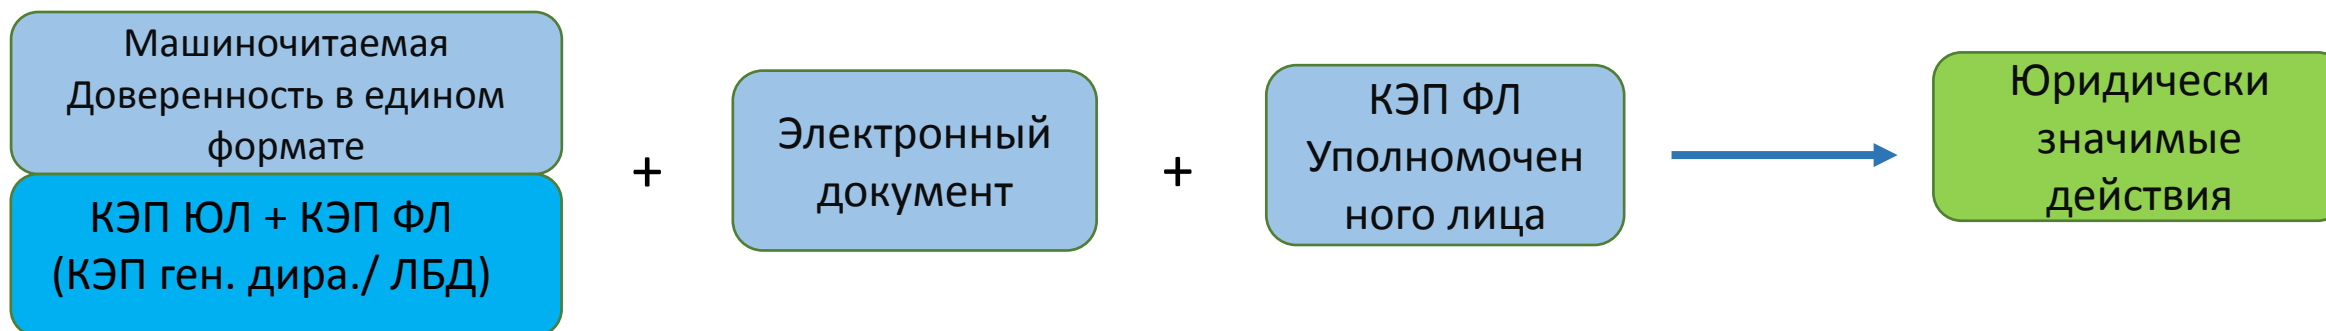 Машиночитаемая
Доверенность в едином
формате
КЭП ЮЛ + КЭП ФЛ
(КЭП ген. дира./ ЛБД)
+
Электронный
документ
+
КЭП ФЛ
Уполномочен
ного лица
Юридически
значимые
действия